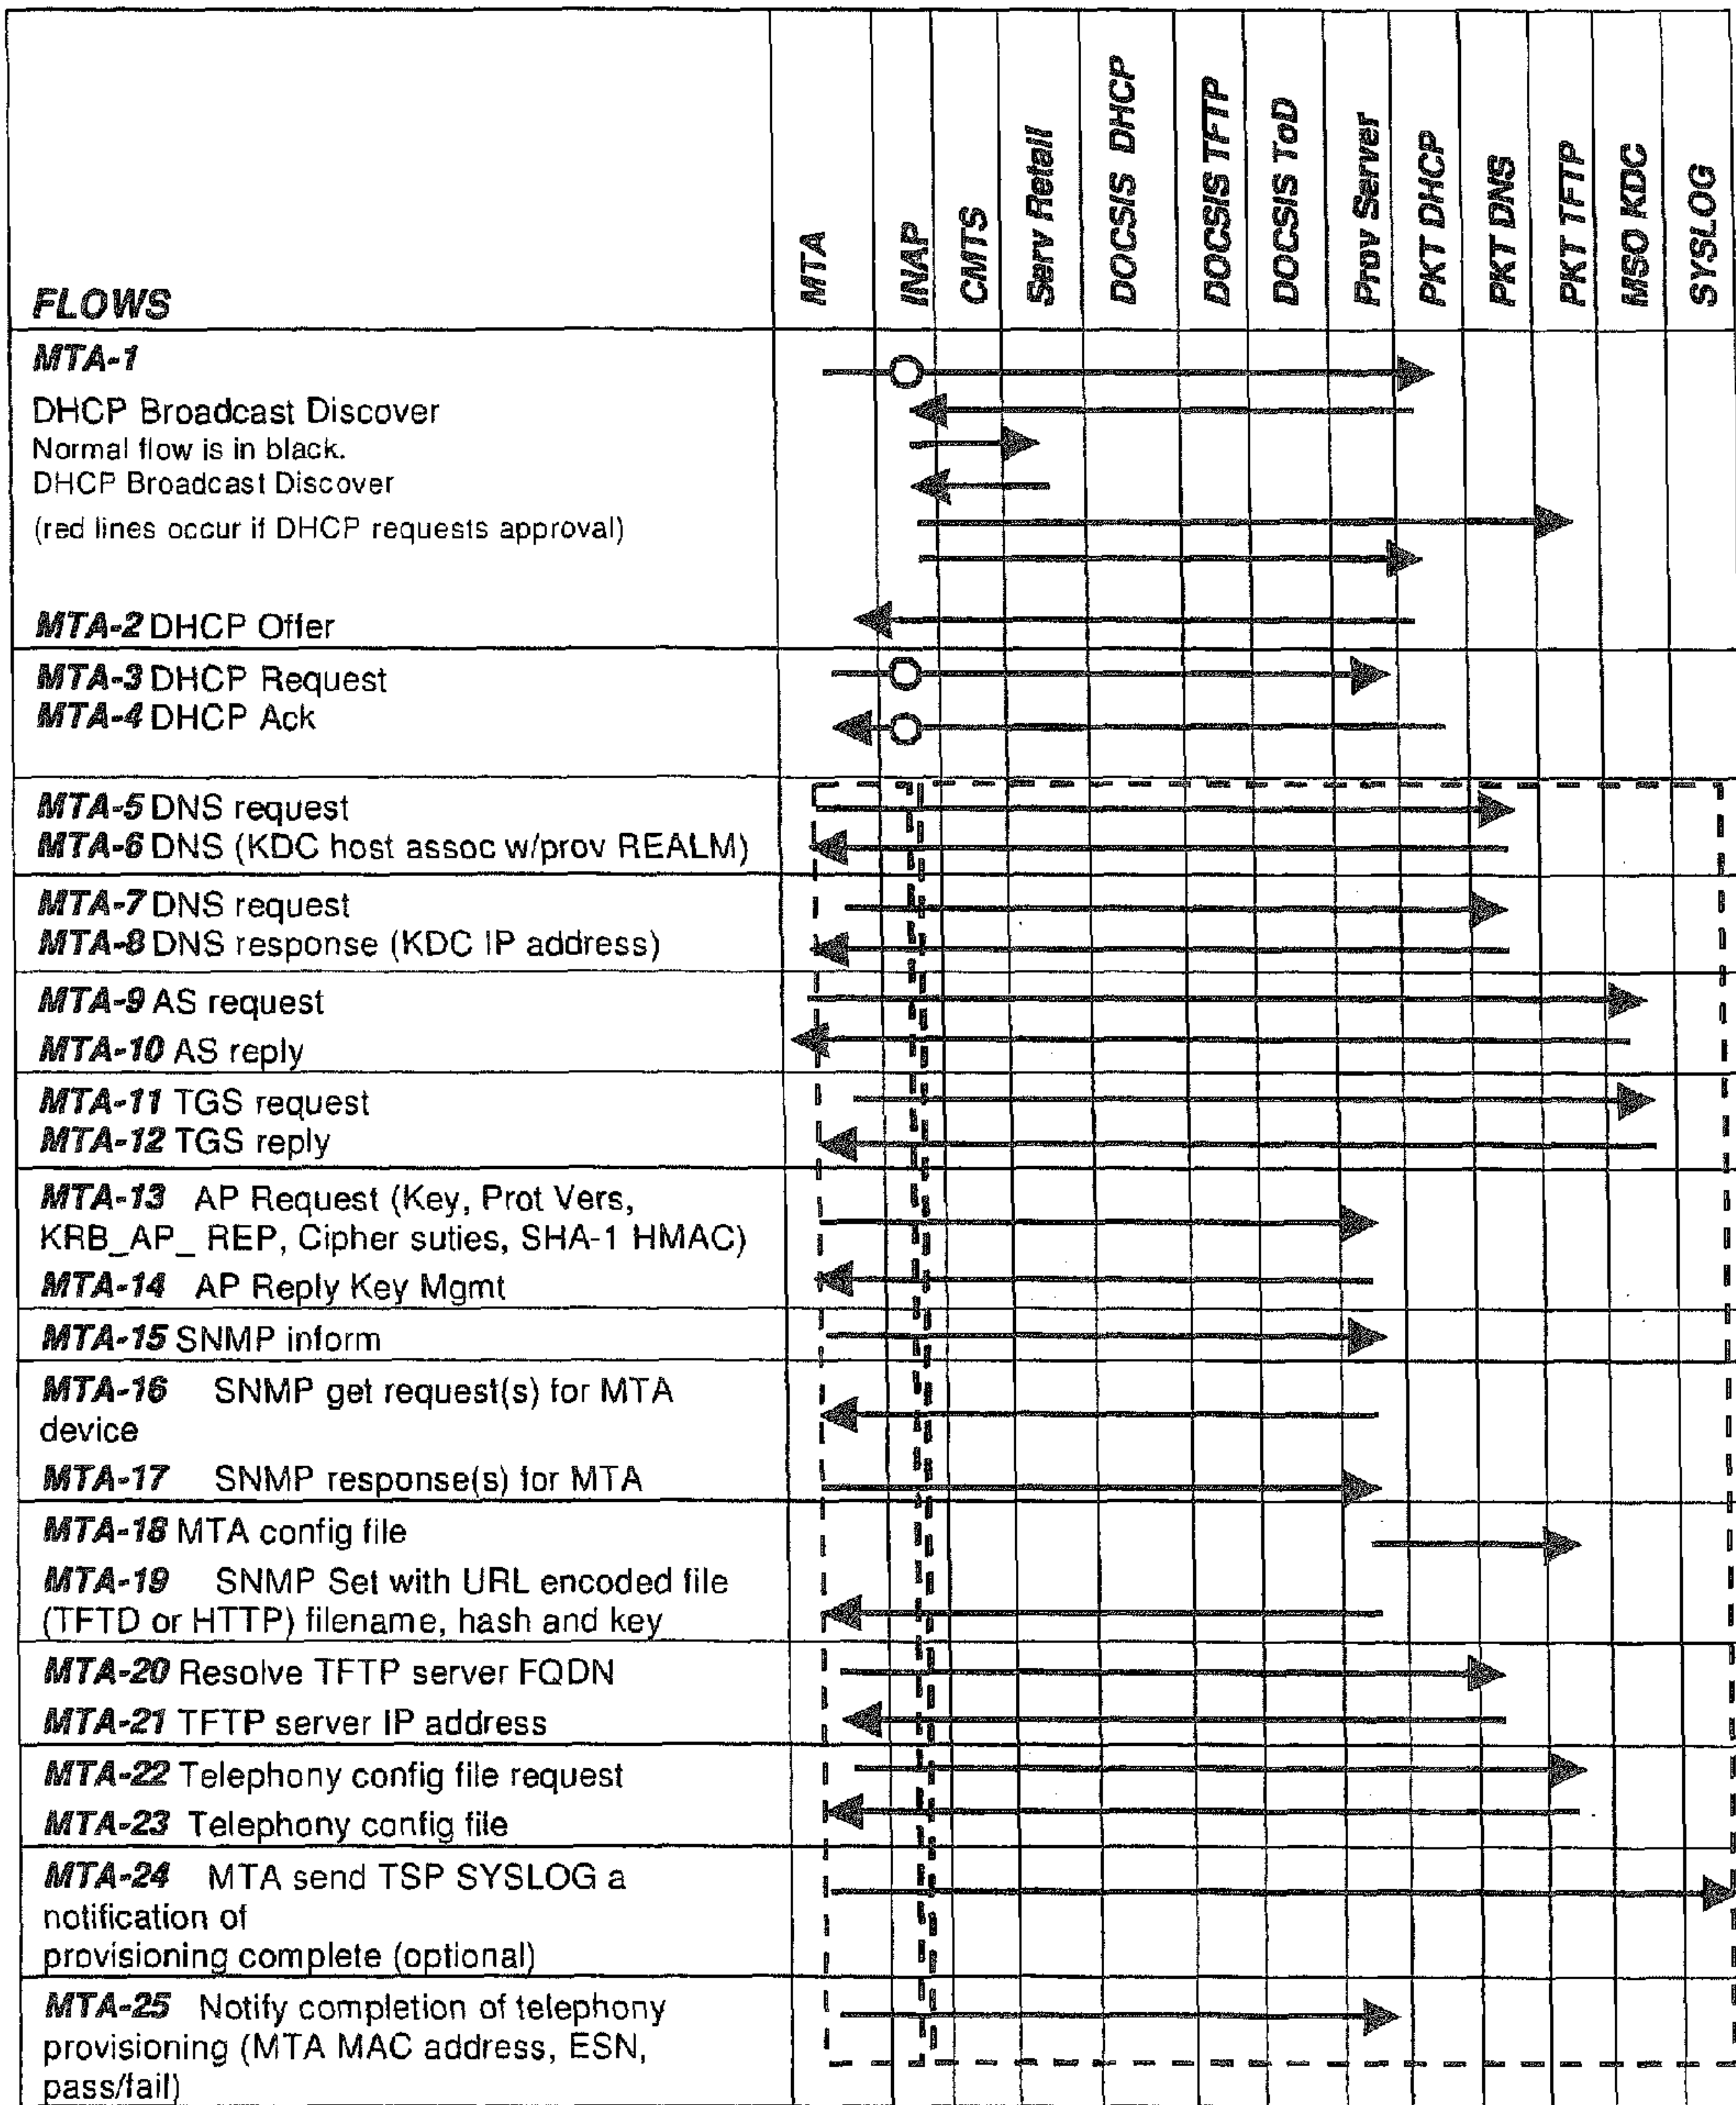 FLOWS
MTA
INAP
CMTS
Serv Retail
DOCSIS DHCP
DOCSIS TFTP
DOCSIS ToD
Prov Server
PKT DHCP
PKT DNS
PKT TFTP
MSO KDC
SYSLOG
MTA-1
DHCP Broadcast Discover
Normal flow is in black.
DHCP Broadcast Discover
(red lines occur if DHCP requests approval)
MTA-2 DHCP Offer
MTA-3 DHCP Request
MTA-4 DHCP Ack
MTA-5 DNS request
MTA-6 DNS (KDC host assoc w/prov REALM)
MTA-7 DNS request
MTA-8 DNS response (KDC IP address)
MTA-9 AS request
MTA-10 AS reply
MTA-11 TGS request
MTA-12 TGS reply
MTA-13 AP Request (Key, Prot Vers,
KRB_AP_ REP, Cipher suties, SHA-1 HMAC)
MTA-14 AP Reply Key Mgmt
MTA-15 SNMP inform
MTA-16 SNMP get request(s) for MTA
device
MTA-17 SNMP response(s) for MTA
MTA-18 MTA config file
MTA-19 SNMP Set with URL encoded file
(TFTD or HTTP) filename, hash and key
MTA-20 Resolve TFTP server FQDN
MTA-21 TFTP server IP address
MTA-22 Telephony config file request
MTA-23 Telephony config file
MTA-24 MTA send TSP SYSLOG a
notification of
provisioning complete (optional)
MTA-25 Notify completion of telephony
provisioning (MTA MAC address, ESN,
pass/fail)